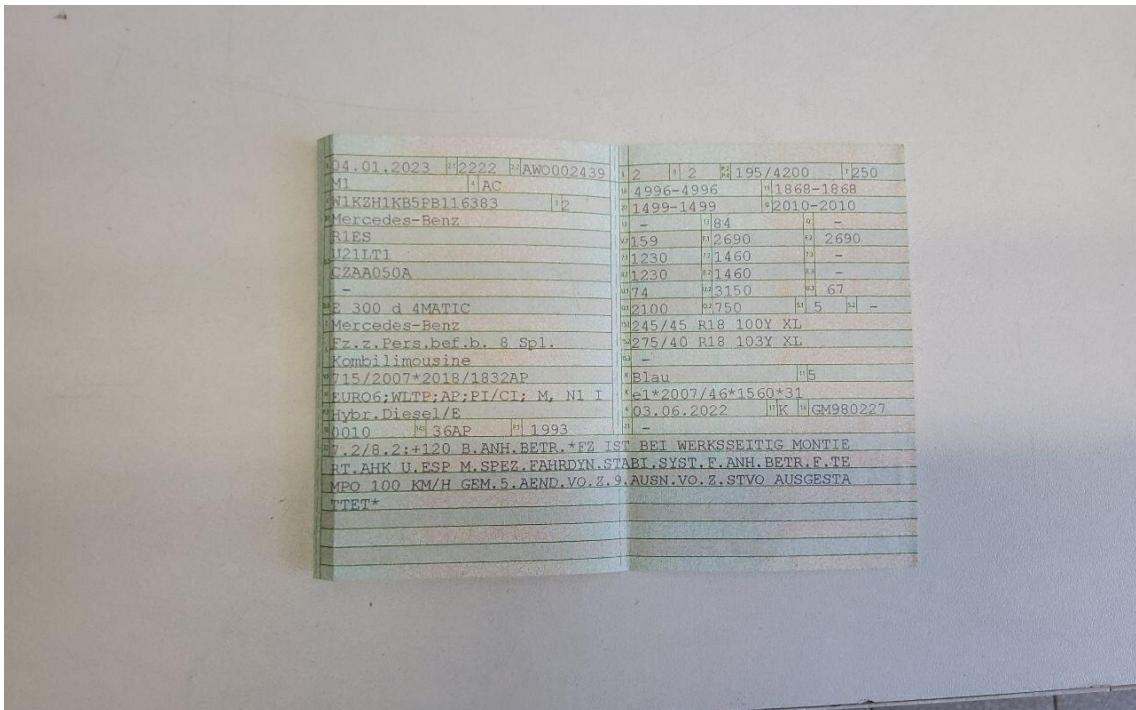 04.01.2023 2222 AWO002439
M1 AC
W1KZH1KB5PB116383 2
Mercedes-Benz
R1ES
U21LT1
CZAA050A
-
E 300 d 4MATIC
Mercedes-Benz
Fz.z.Pers.bef.b. 8 Spl.
Kombilimousine
715/2007*2018/1832AP
EURO6;WLTP;AP;PI/CI; M, N1 I
Hybr.Diesel/E
0010 36AP 1993
2 2 195/4200 250
4996-4996 1868-1868
1499-1499 2010-2010
- 84 -
159 2690 2690
1230 1460 -
1230 1460 -
74 3150 67
2100 750 5 -
245/45 R18 100Y XL
275/40 R18 103Y XL
-
Blau 5
e1*2007/46*1560*31
03.06.2022 K GM980227
-
7.2/8.2:+120 B.ANH.BETR.*FZ IST BEI WERKSSEITIG MONTIE
RT.AHK U.ESP M.SPEZ.FAHRDYN.STABI.SYST.F.ANH.BETR.F.TE
MPO 100 KM/H GEM.5.AEND.VO.Z.9.AUSN.VO.Z.STVO AUSGESTA
TTET*